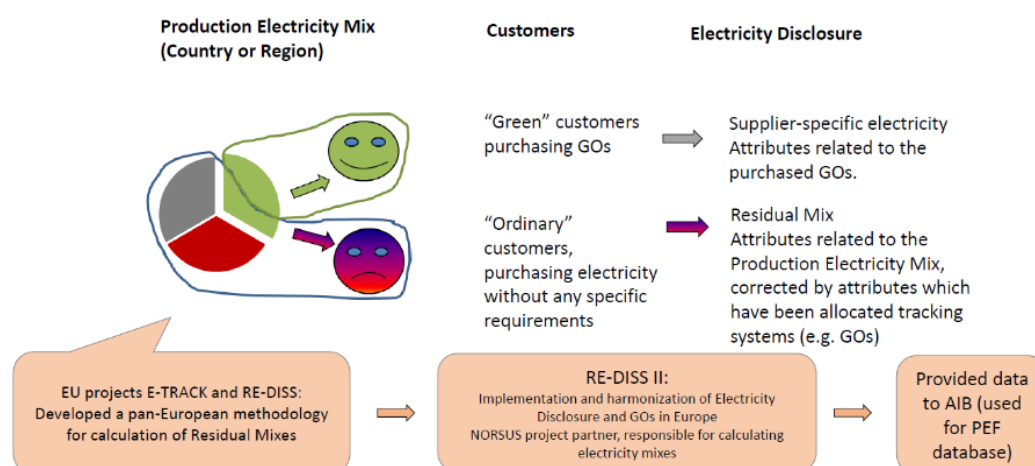 Production Electricity Mix
(Country or Region)
Customers
Electricity Disclosure
“Green” customers
purchasing GOs
Supplier-specific electricity
Attributes related to the
purchased GOs.
“Ordinary”
customers,
purchasing electricity
without any specific
requirements
Residual Mix
Attributes related to the
Production Electricity Mix,
corrected by attributes which
have been allocated tracking
systems (e.g. GOs)
EU projects E-TRACK and RE-DISS:
Developed a pan-European methodology
for calculation of Residual Mixes
RE-DISS II:
Implementation and harmonization of Electricity
Disclosure and GOs in Europe
NORSUS project partner, responsible for calculating
electricity mixes
Provided data
to AIB (used
for PEF
database)